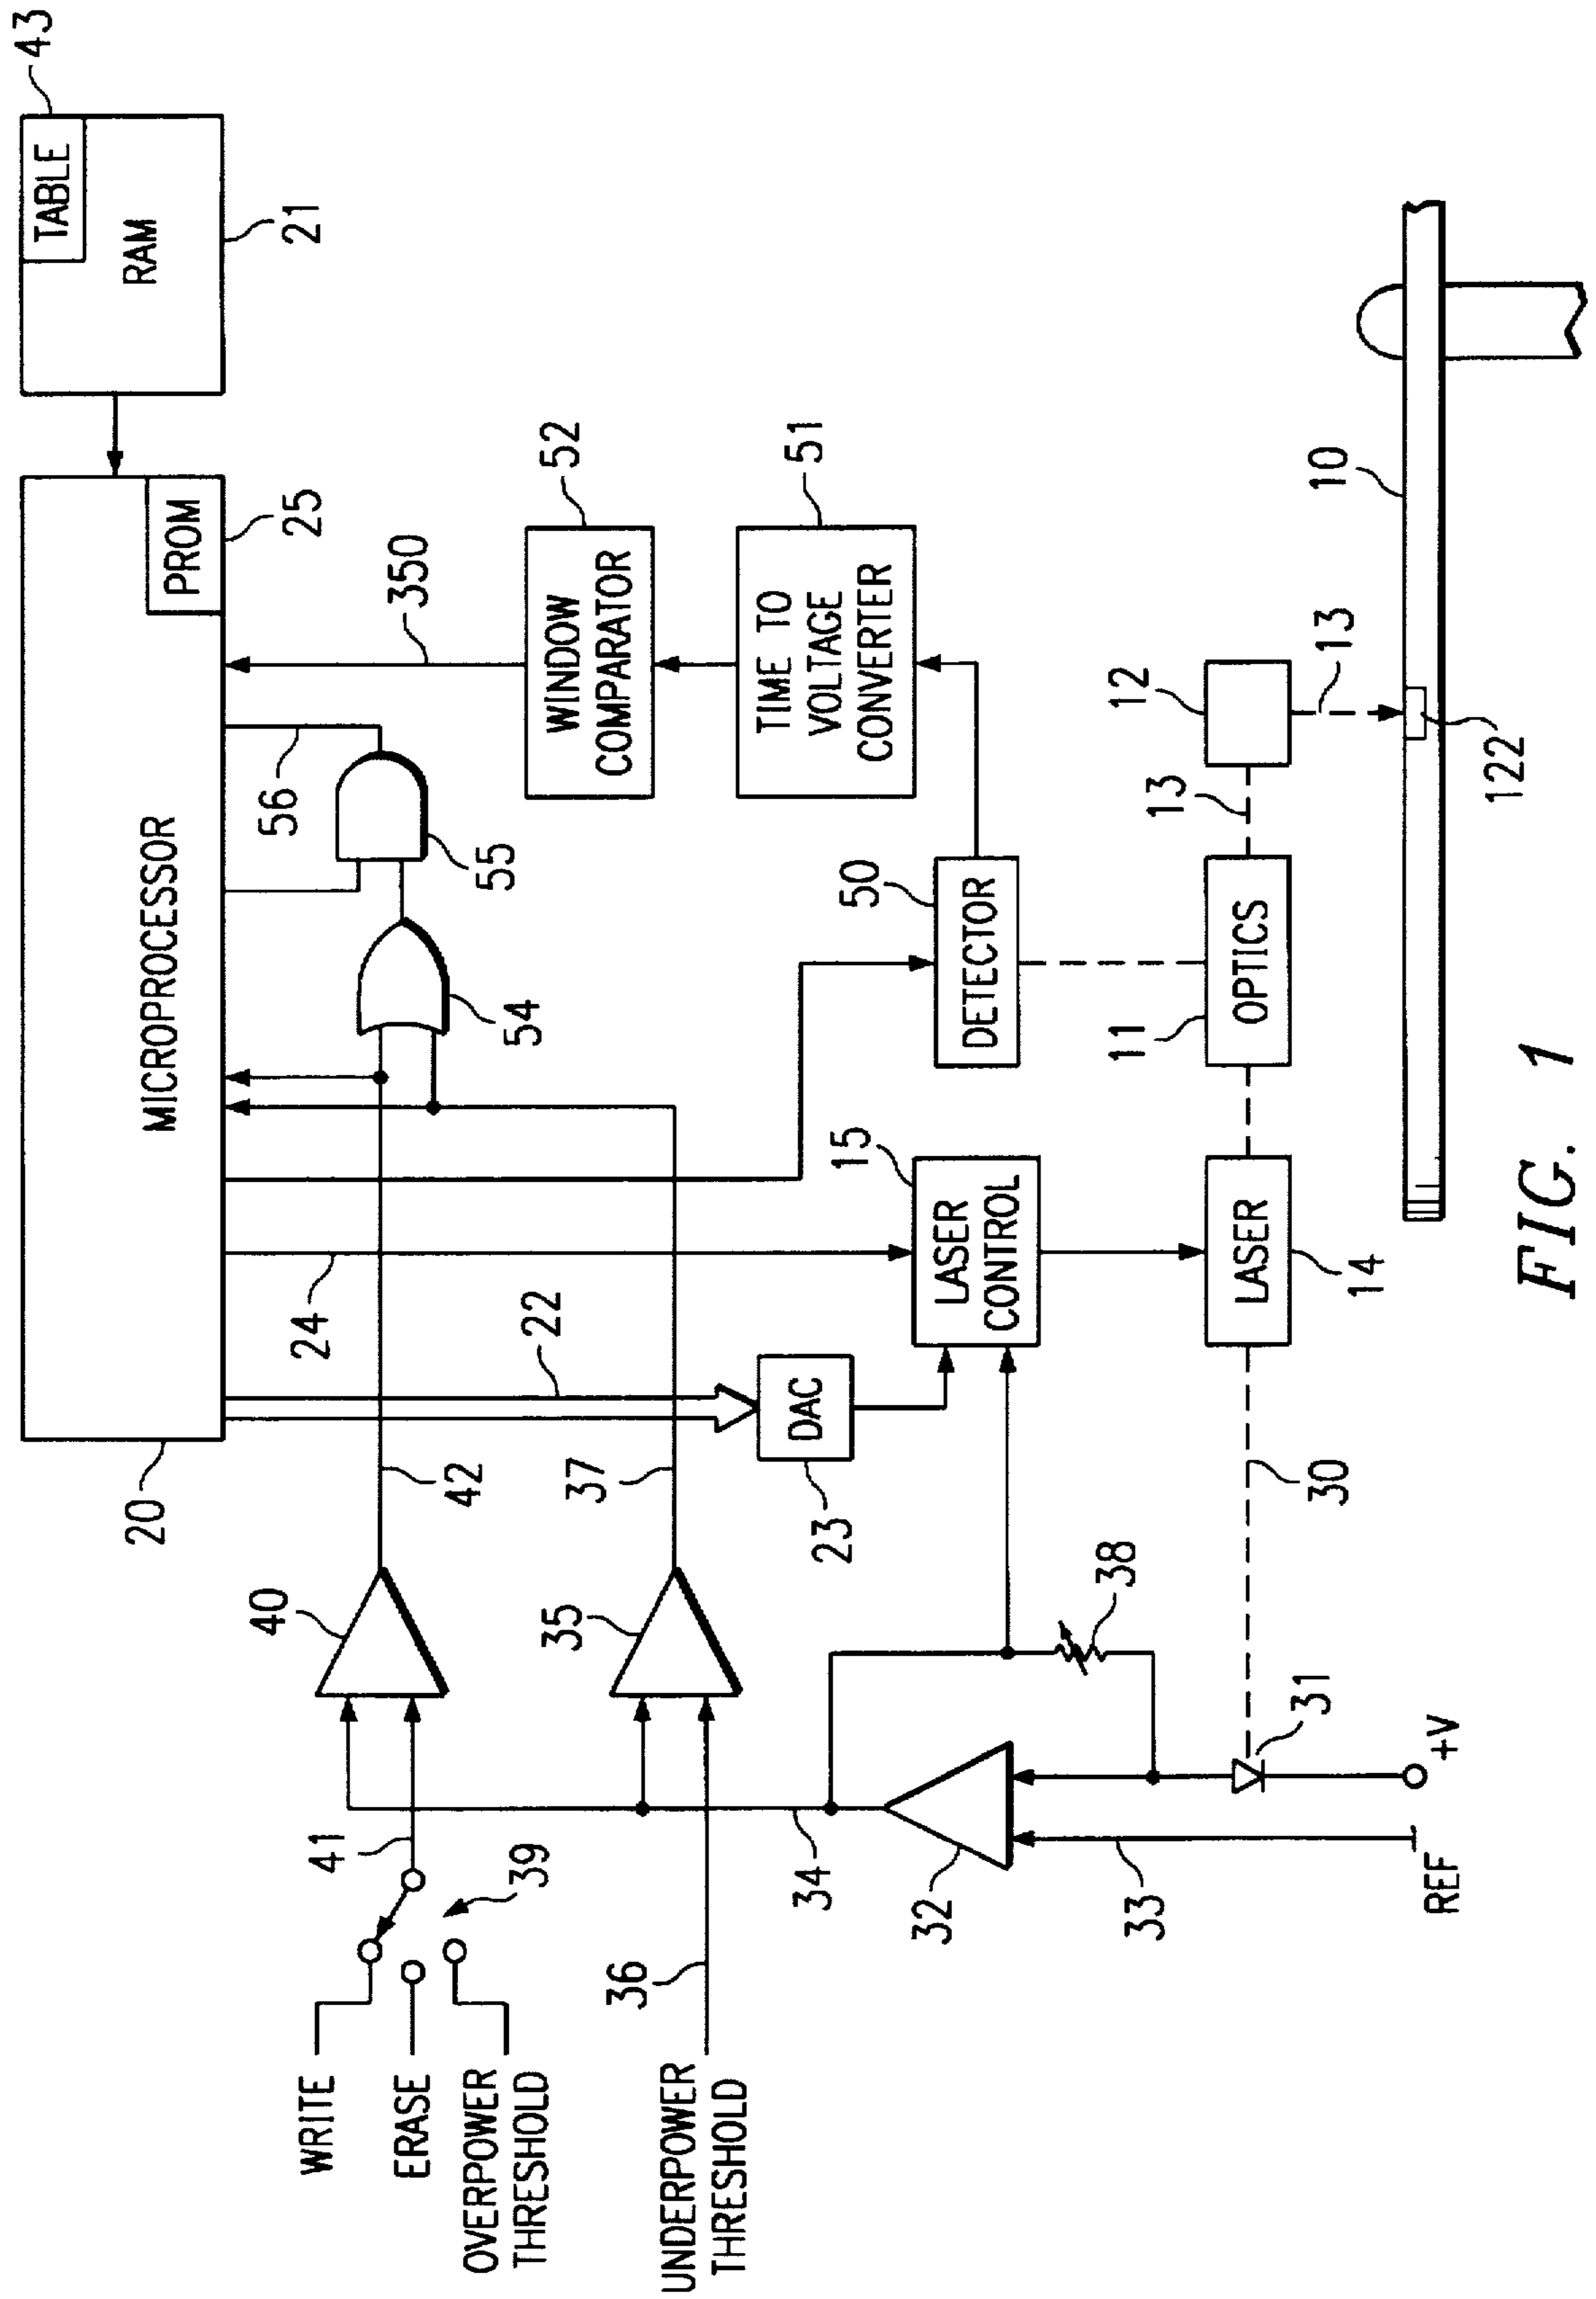 43
TABLE
RAM
21
MICROPROCESSOR
PROM
25
20
56
350
52
WINDOW
COMPARATOR
51
TIME TO
VOLTAGE
CONVERTER
55
54
50
DETECTOR
24
22
42
37
40
35
41
39
WRITE
ERASE
OVERPOWER
THRESHOLD
36
UNDERPOWER
THRESHOLD
DAC
23
15
LASER
CONTROL
LASER
14
11
OPTICS
12
13
13
10
122
38
34
32
33
REF
31
+V
30
FIG. 1